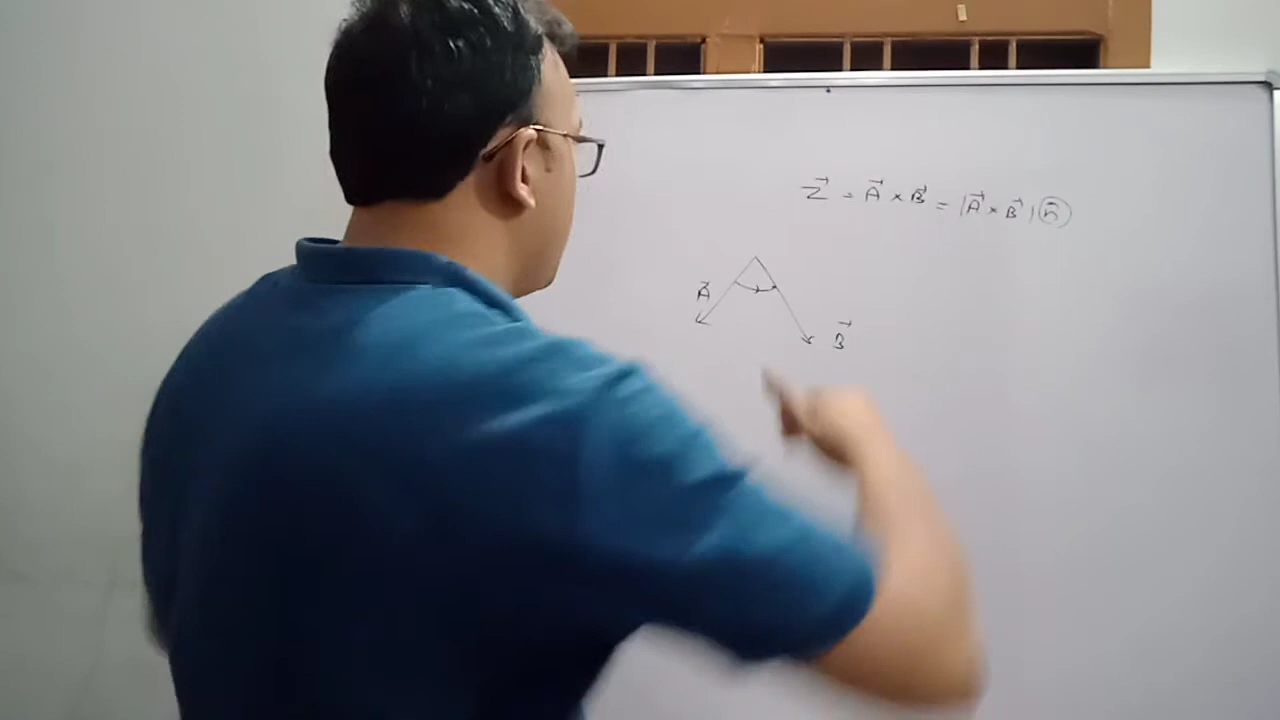 Z⃗ = A⃗ × B⃗ = |A⃗ × B⃗| n̂
A⃗
B⃗